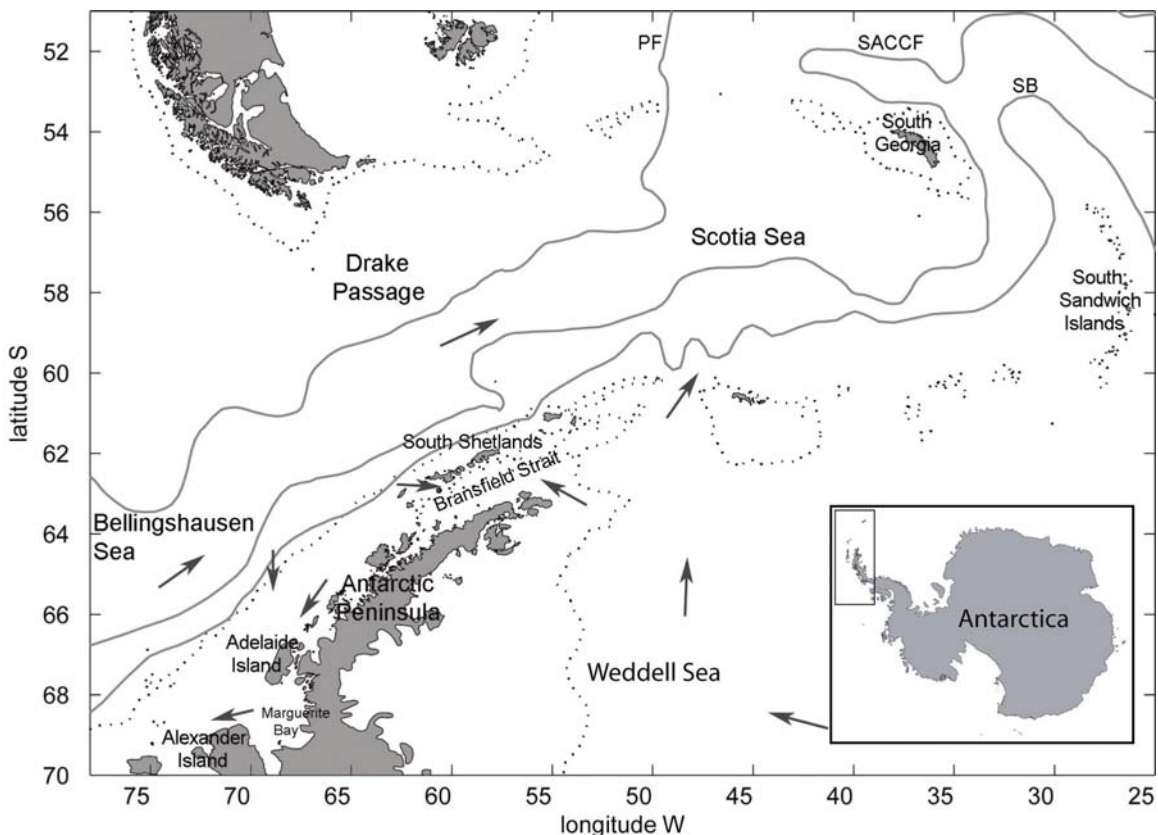 PF
SACCF
SB
South
Georgia
Scotia Sea
Drake
Passage
South
Sandwich
Islands
South Shetlands
Bransfield Strait
Bellingshausen
Sea
Antarctic
Peninsula
Adelaide
Island
Weddell Sea
Marguerite
Bay
Alexander
Island
Antarctica
52
54
56
58
60
62
64
66
68
70
latitude S
75 70 65 60 55 50 45 40 35 30 25
longitude W